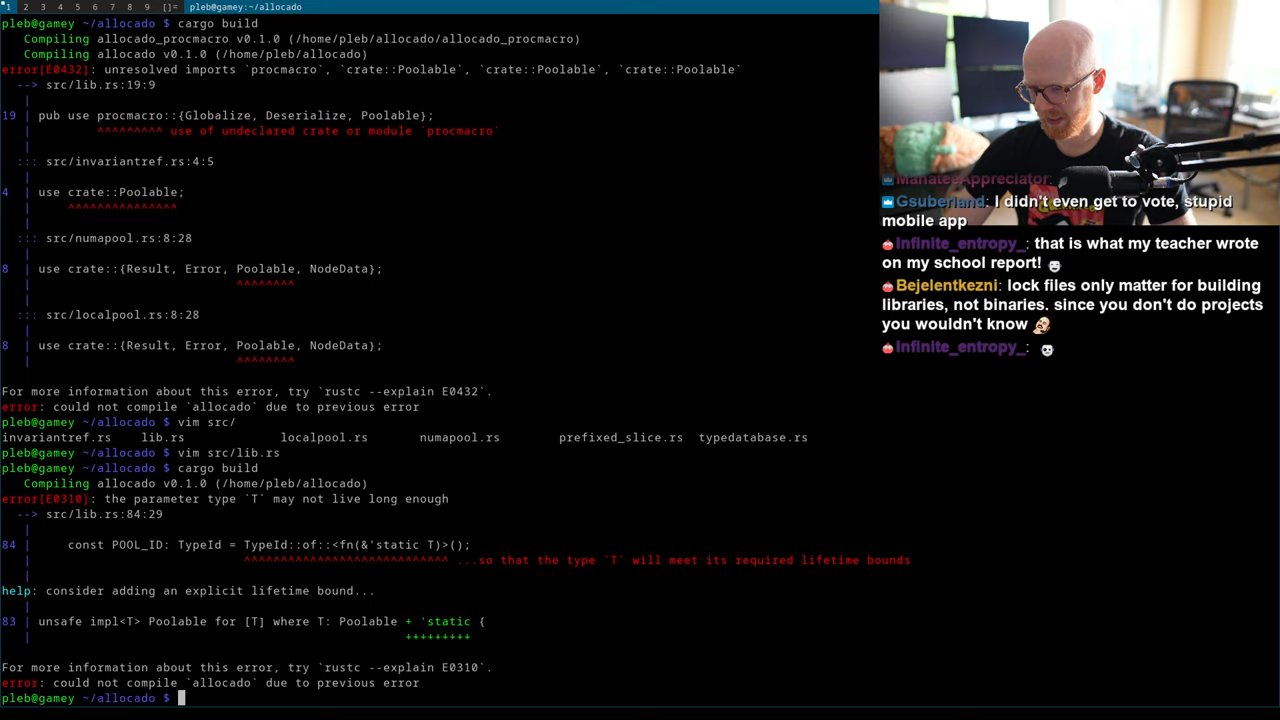 1 2 3 4 5 6 7 8 9 []= pleb@gamey:~/allocado
pleb@gamey ~/allocado $ cargo build
   Compiling allocado_procmacro v0.1.0 (/home/pleb/allocado/allocado_procmacro)
   Compiling allocado v0.1.0 (/home/pleb/allocado)
error[E0432]: unresolved imports `procmacro`, `crate::Poolable`, `crate::Poolable`, `crate::Poolable`
  --> src/lib.rs:19:9
   |
19 | pub use procmacro::{Globalize, Deserialize, Poolable};
   |         ^^^^^^^^^ use of undeclared crate or module `procmacro`
   |
  ::: src/invariantref.rs:4:5
   |
4  | use crate::Poolable;
   |     ^^^^^^^^^^^^^^^
   |
  ::: src/numapool.rs:8:28
   |
8  | use crate::{Result, Error, Poolable, NodeData};
   |                            ^^^^^^^^
   |
  ::: src/localpool.rs:8:28
   |
8  | use crate::{Result, Error, Poolable, NodeData};
   |                            ^^^^^^^^

For more information about this error, try `rustc --explain E0432`.
error: could not compile `allocado` due to previous error
pleb@gamey ~/allocado $ vim src/
invariantref.rs    lib.rs             localpool.rs       numapool.rs        prefixed_slice.rs  typedatabase.rs
pleb@gamey ~/allocado $ vim src/lib.rs
pleb@gamey ~/allocado $ cargo build
   Compiling allocado v0.1.0 (/home/pleb/allocado)
error[E0310]: the parameter type `T` may not live long enough
  --> src/lib.rs:84:29
   |
84 |     const POOL_ID: TypeId = TypeId::of::<fn(&'static T)>();
   |                             ^^^^^^^^^^^^^^^^^^^^^^^^^^^^ ...so that the type `T` will meet its required lifetime bounds
   |
help: consider adding an explicit lifetime bound...
   |
83 | unsafe impl<T> Poolable for [T] where T: Poolable + 'static {
   |                                                   +++++++++

For more information about this error, try `rustc --explain E0310`.
error: could not compile `allocado` due to previous error
pleb@gamey ~/allocado $
ManateeAppreciator:
Gsuberland: I didn't even get to vote, stupid
mobile app
Infinite_entropy_: that is what my teacher wrote
on my school report!
Bejelentkezni: lock files only matter for building
libraries, not binaries. since you don't do projects
you wouldn't know
Infinite_entropy_: